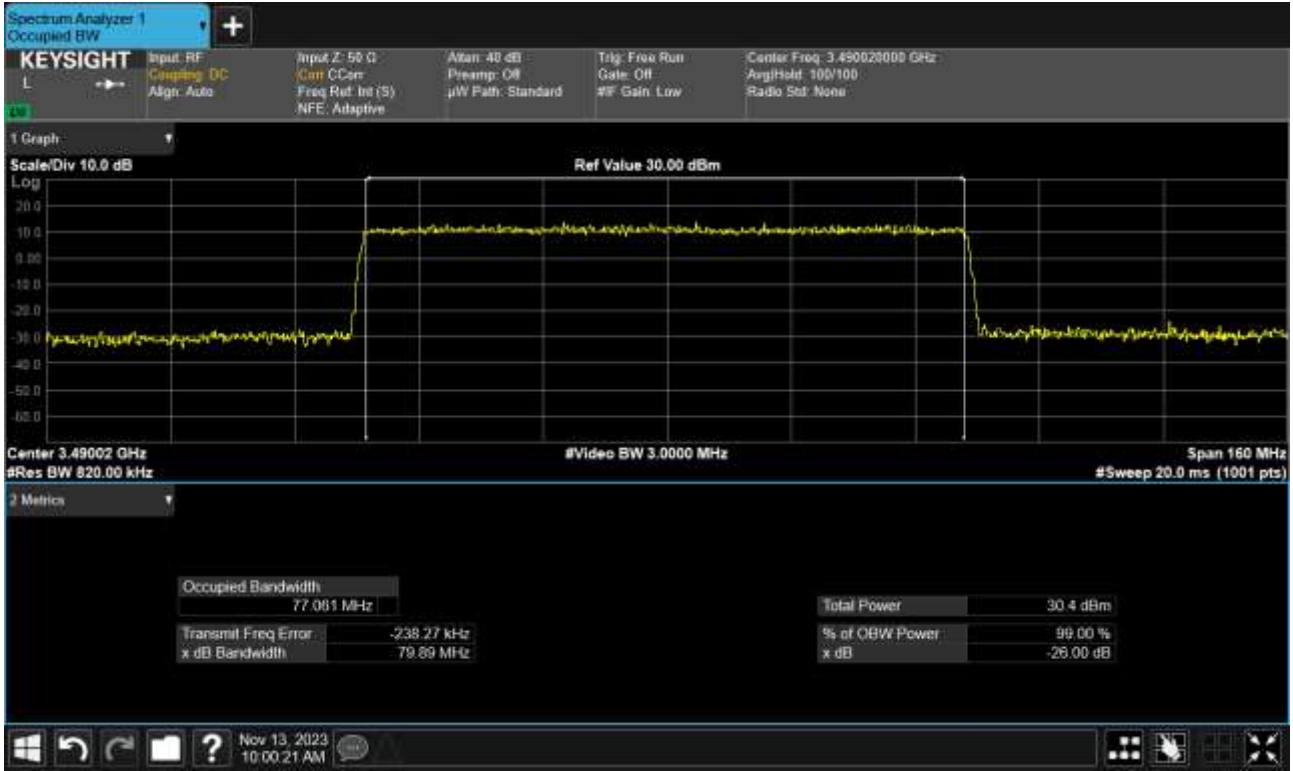 Spectrum Analyzer 1
Occupied BW
+
KEYSIGHT
L
Input: RF
Coupling: DC
Align: Auto
Input Z: 50 Ω
Corr CCorr
Freq Ref: Int (S)
NFE: Adaptive
Atten: 40 dB
Preamp: Off
µW Path: Standard
Trig: Free Run
Gate: Off
#IF Gain: Low
Center Freq: 3.490020000 GHz
Avg|Hold: 100/100
Radio Std: None
1 Graph
Scale/Div 10.0 dB
Ref Value 30.00 dBm
Log
20.0
10.0
0.00
-10.0
-20.0
-30.0
-40.0
-50.0
-60.0
Center 3.49002 GHz
#Video BW 3.0000 MHz
Span 160 MHz
#Res BW 820.00 kHz
#Sweep 20.0 ms (1001 pts)
2 Metrics
Occupied Bandwidth
77.061 MHz
Total Power 30.4 dBm
Transmit Freq Error -238.27 kHz
% of OBW Power 99.00 %
x dB Bandwidth 79.89 MHz
x dB -26.00 dB
?
Nov 13, 2023
10:00:21 AM